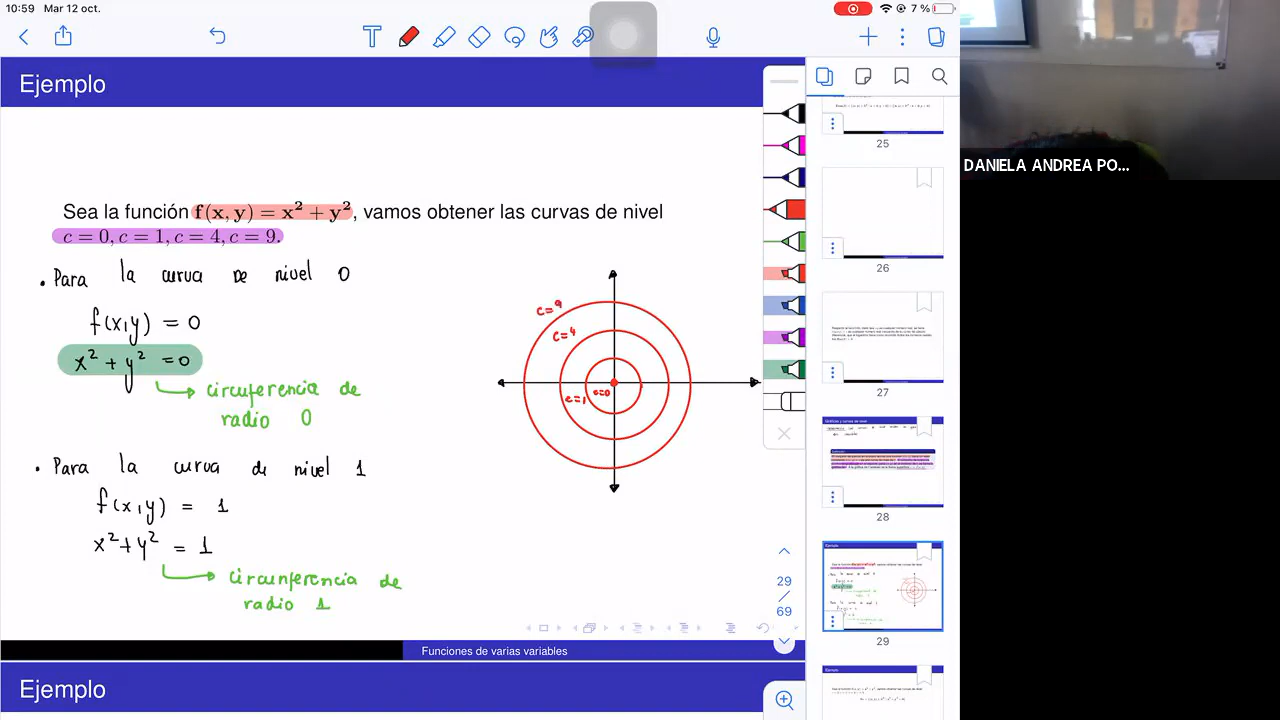 10:59 Mar 12 oct.
7 %
Ejemplo
Sea la función f(x, y) = x² + y², vamos obtener las curvas de nivel
c = 0, c = 1, c = 4, c = 9.
• Para la curva de nivel 0
f(x,y) = 0
x² + y² = 0
circuferencia de
radio 0
• Para la curva de nivel 1
f(x,y) = 1
x² + y² = 1
circunferencia de
radio 1
c=9
c=4
c=1
c=0
29
/
69
Funciones de varias variables
Ejemplo
25
26
27
28
29
DANIELA ANDREA PO...